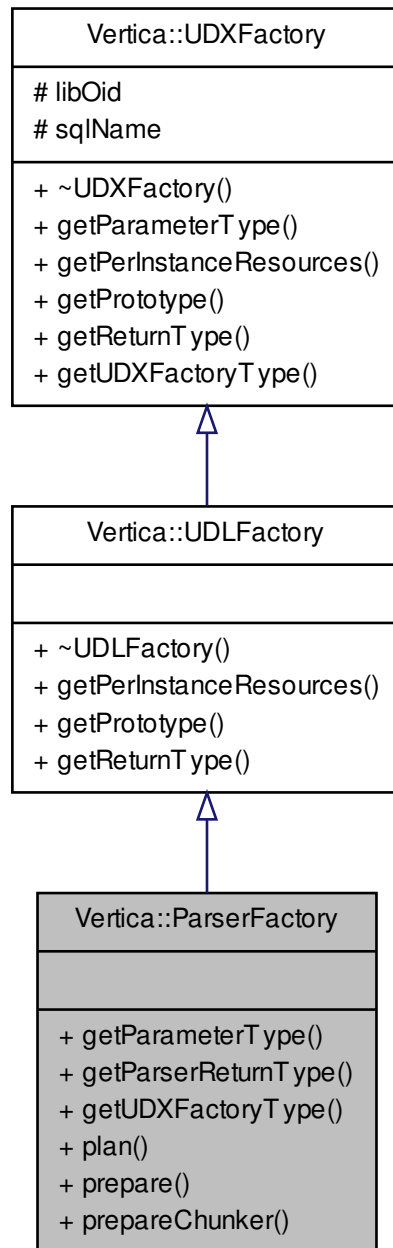 Vertica::UDXFactory
# libOid
# sqlName
+ ~UDXFactory()
+ getParameterType()
+ getPerInstanceResources()
+ getPrototype()
+ getReturnType()
+ getUDXFactoryType()
Vertica::UDLFactory
+ ~UDLFactory()
+ getPerInstanceResources()
+ getPrototype()
+ getReturnType()
Vertica::ParserFactory
+ getParameterType()
+ getParserReturnType()
+ getUDXFactoryType()
+ plan()
+ prepare()
+ prepareChunker()